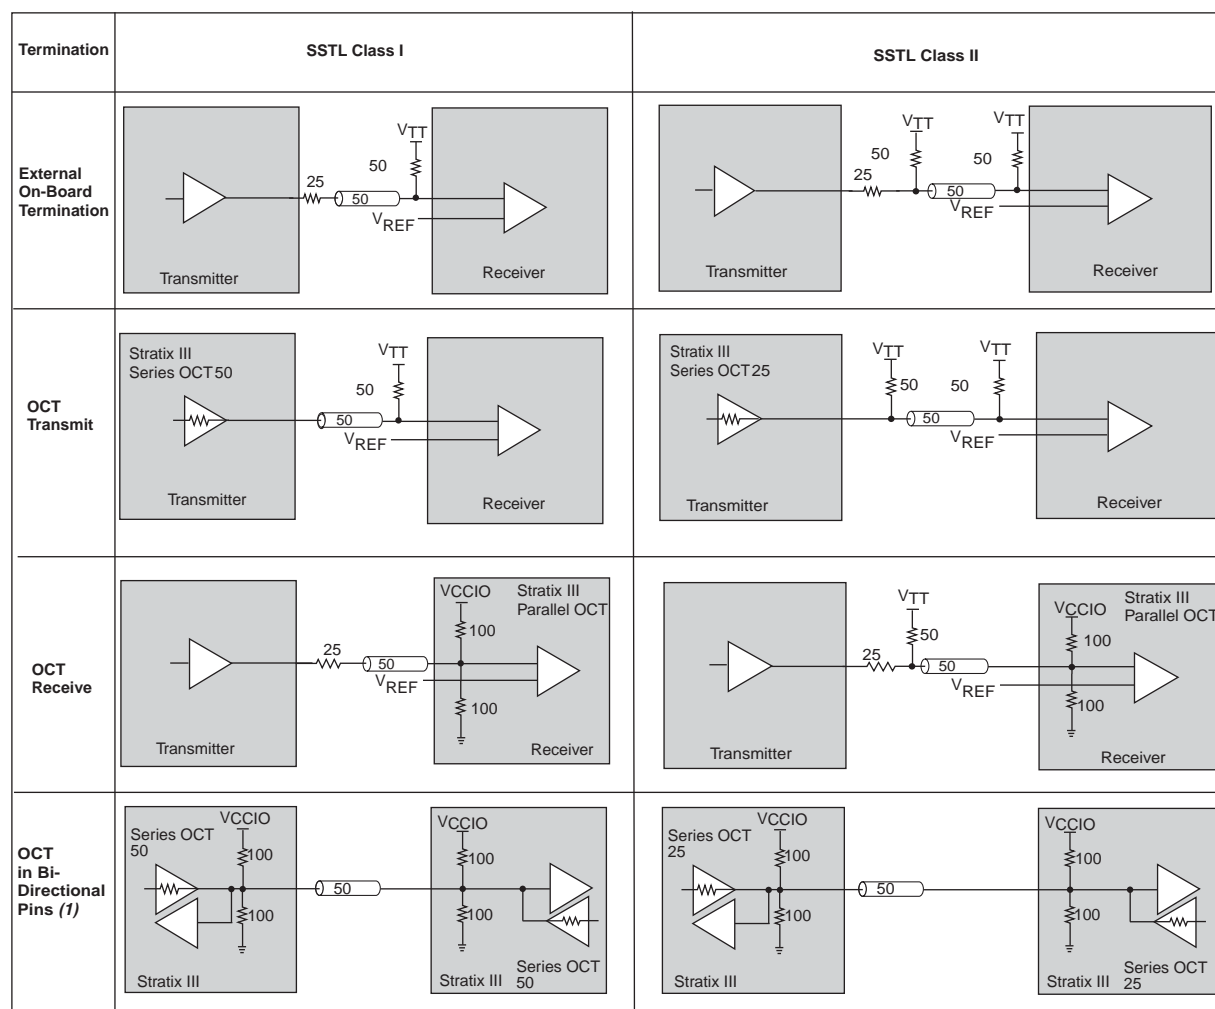 Termination
SSTL Class I
SSTL Class II
External
On-Board
Termination
VTT
50
25
50
VREF
Transmitter
Receiver
VTT
VTT
50
50
25
50
VREF
Transmitter
Receiver
OCT
Transmit
Stratix III
Series OCT 50
VTT
50
50
VREF
Transmitter
Receiver
Stratix III
Series OCT 25
VTT
VTT
50
50
50
VREF
Transmitter
Receiver
OCT
Receive
VCCIO
Stratix III
Parallel OCT
100
25
50
VREF
100
Transmitter
Receiver
VTT
50
25
50
VREF
VCCIO
Stratix III
Parallel OCT
100
100
Transmitter
Receiver
OCT
in Bi-
Directional
Pins (1)
Series OCT
50
VCCIO
100
100
Stratix III
50
VCCIO
100
100
Stratix III
Series OCT
50
Series OCT
25
VCCIO
100
100
Stratix III
50
VCCIO
100
100
Stratix III
Series OCT
25